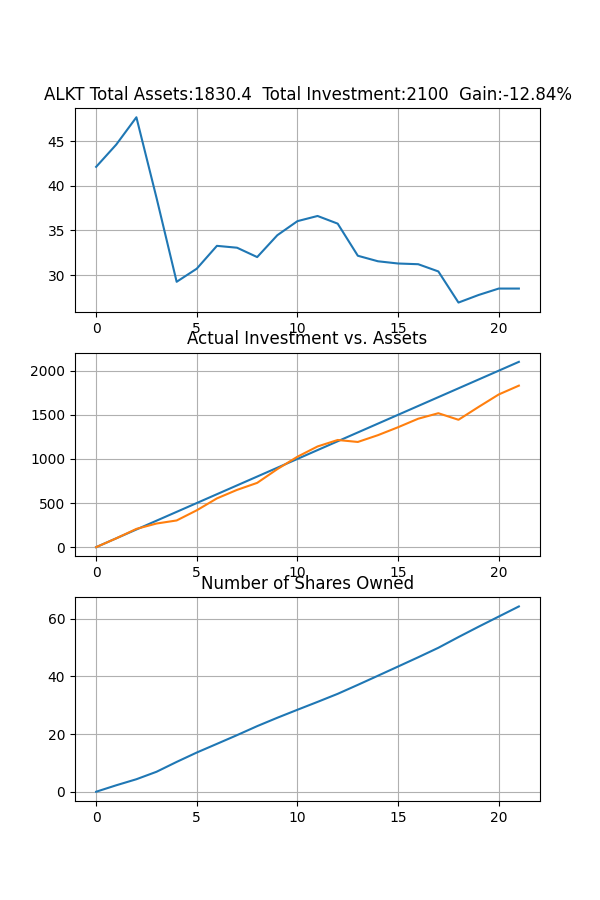 ALKT Total Assets:1830.4  Total Investment:2100  Gain:-12.84%
45
40
35
30
0 5 10 15 20
Actual Investment vs. Assets
2000
1500
1000
500
0
0 5 10 15 20
Number of Shares Owned
60
40
20
0
0 5 10 15 20